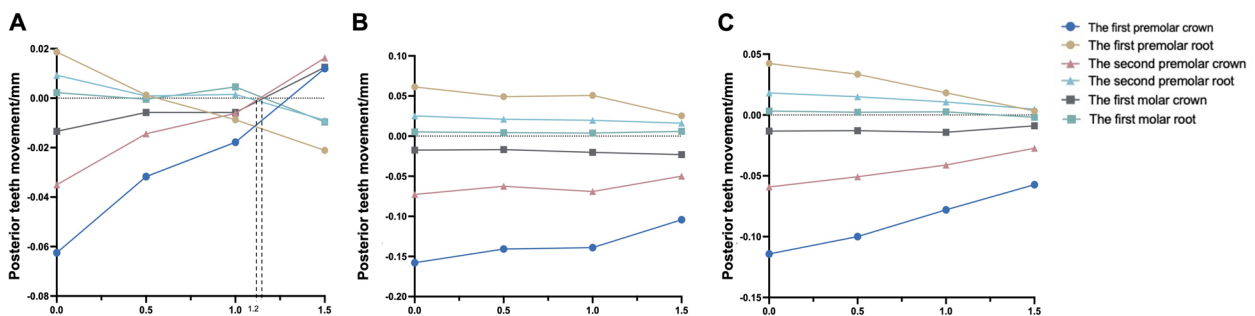 A
Posterior teeth movement/mm
0.02
0.00
-0.02
-0.04
-0.06
-0.08
0.0
0.5
1.0
1.2
1.5
B
Posterior teeth movement/mm
0.10
0.05
0.00
-0.05
-0.10
-0.15
-0.20
0.0
0.5
1.0
1.5
C
Posterior teeth movement/mm
0.05
0.00
-0.05
-0.10
-0.15
0.0
0.5
1.0
1.5
The first premolar crown
The first premolar root
The second premolar crown
The second premolar root
The first molar crown
The first molar root